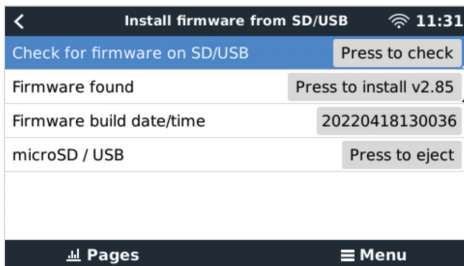 Install firmware from SD/USB 11:31
Check for firmware on SD/USB Press to check
Firmware found Press to install v2.85
Firmware build date/time 20220418130036
microSD / USB Press to eject
Pages Menu